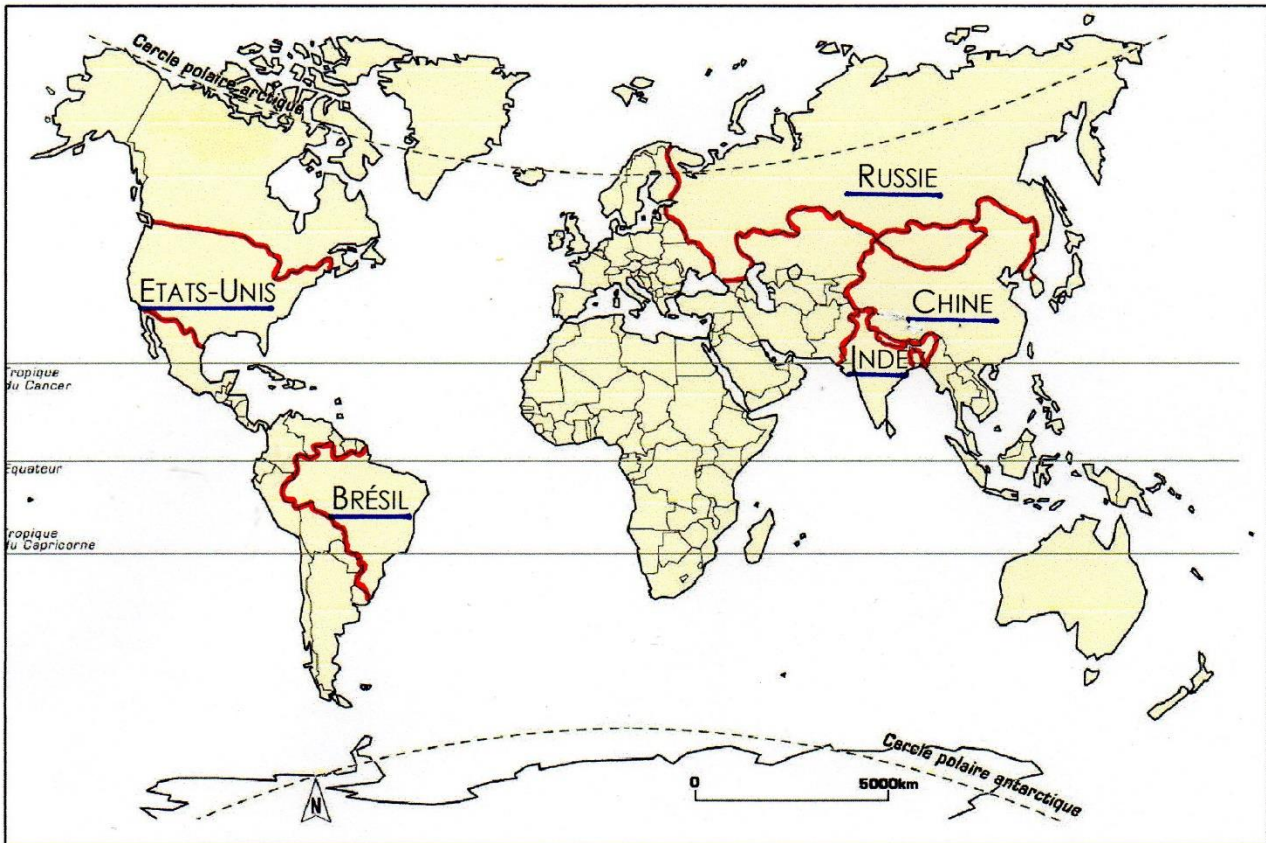 Cercle polaire arctique
RUSSIE
ETATS-UNIS
CHINE
INDE
Tropique
du Cancer
Equateur
BRÉSIL
Tropique
du Capricorne
Cercle polaire antarctique
0 5000km
N